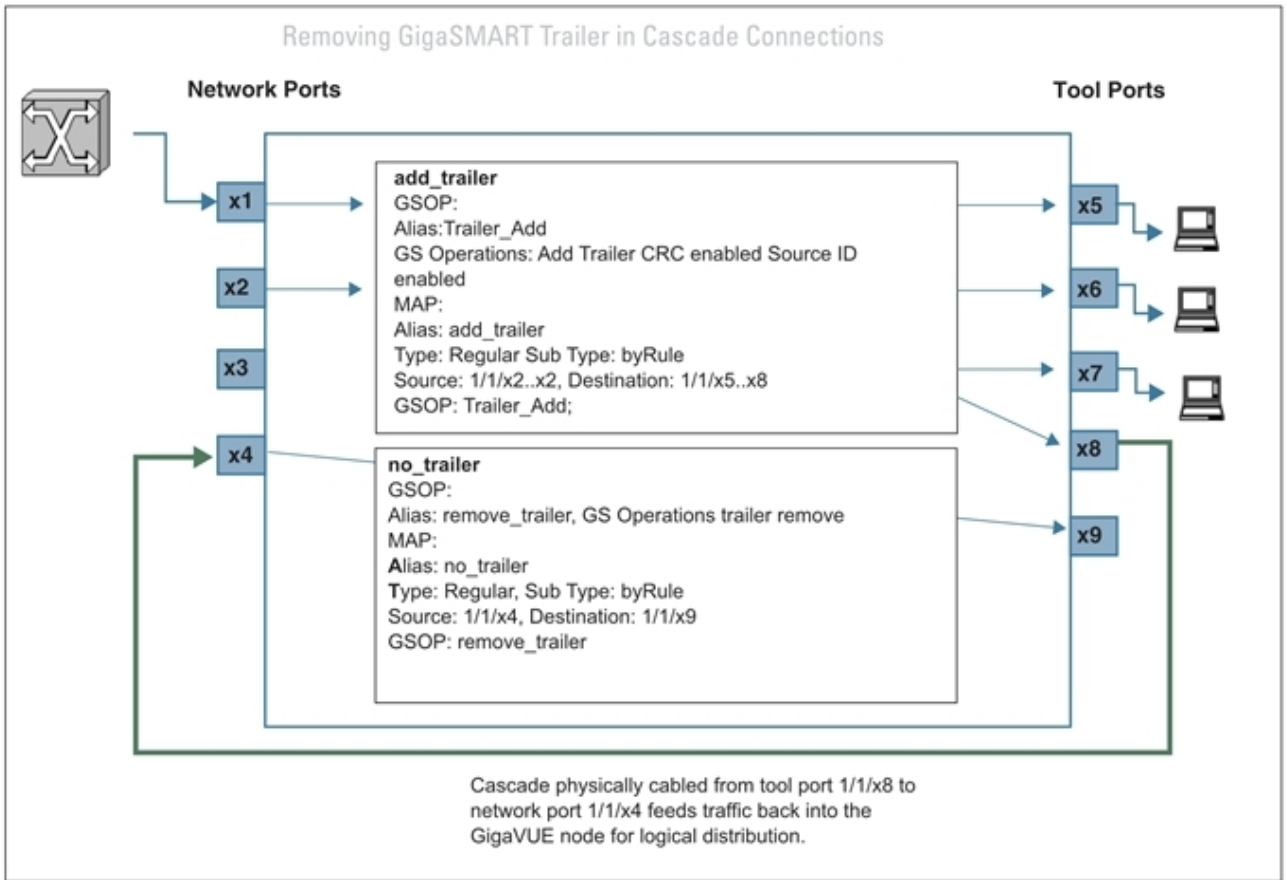 Removing GigaSMART Trailer in Cascade Connections
Network Ports
Tool Ports
x1
x2
x3
x4
add_trailer
GSOP:
Alias:Trailer_Add
GS Operations: Add Trailer CRC enabled Source ID
enabled
MAP:
Alias: add_trailer
Type: Regular Sub Type: byRule
Source: 1/1/x2..x2, Destination: 1/1/x5..x8
GSOP: Trailer_Add;
no_trailer
GSOP:
Alias: remove_trailer, GS Operations trailer remove
MAP:
Alias: no_trailer
Type: Regular, Sub Type: byRule
Source: 1/1/x4, Destination: 1/1/x9
GSOP: remove_trailer
x5
x6
x7
x8
x9
Cascade physically cabled from tool port 1/1/x8 to
network port 1/1/x4 feeds traffic back into the
GigaVUE node for logical distribution.